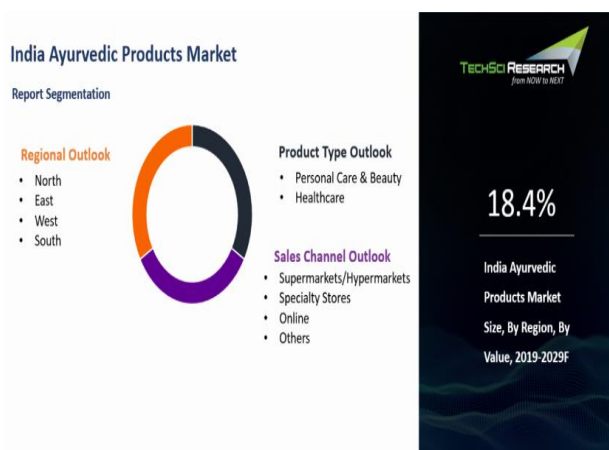 India Ayurvedic Products Market
Report Segmentation
Regional Outlook
• North
• East
• West
• South
Product Type Outlook
• Personal Care & Beauty
• Healthcare
Sales Channel Outlook
• Supermarkets/Hypermarkets
• Specialty Stores
• Online
• Others
TechSci Research
from NOW to NEXT
18.4%
India Ayurvedic
Products Market
Size, By Region, By
Value, 2019-2029F